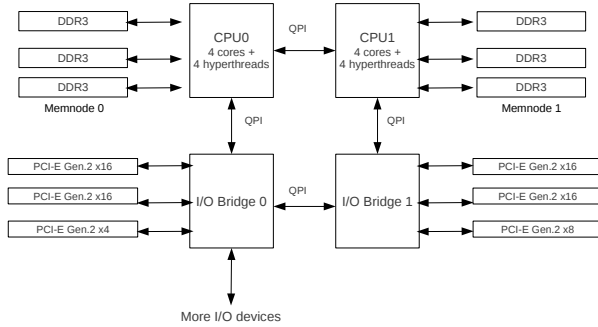 DDR3
DDR3
DDR3
Memnode 0
CPU0
4 cores +
4 hyperthreads
QPI
CPU1
4 cores +
4 hyperthreads
DDR3
DDR3
DDR3
Memnode 1
QPI
QPI
PCI-E Gen.2 x16
PCI-E Gen.2 x16
PCI-E Gen.2 x4
I/O Bridge 0
QPI
I/O Bridge 1
PCI-E Gen.2 x16
PCI-E Gen.2 x16
PCI-E Gen.2 x8
More I/O devices